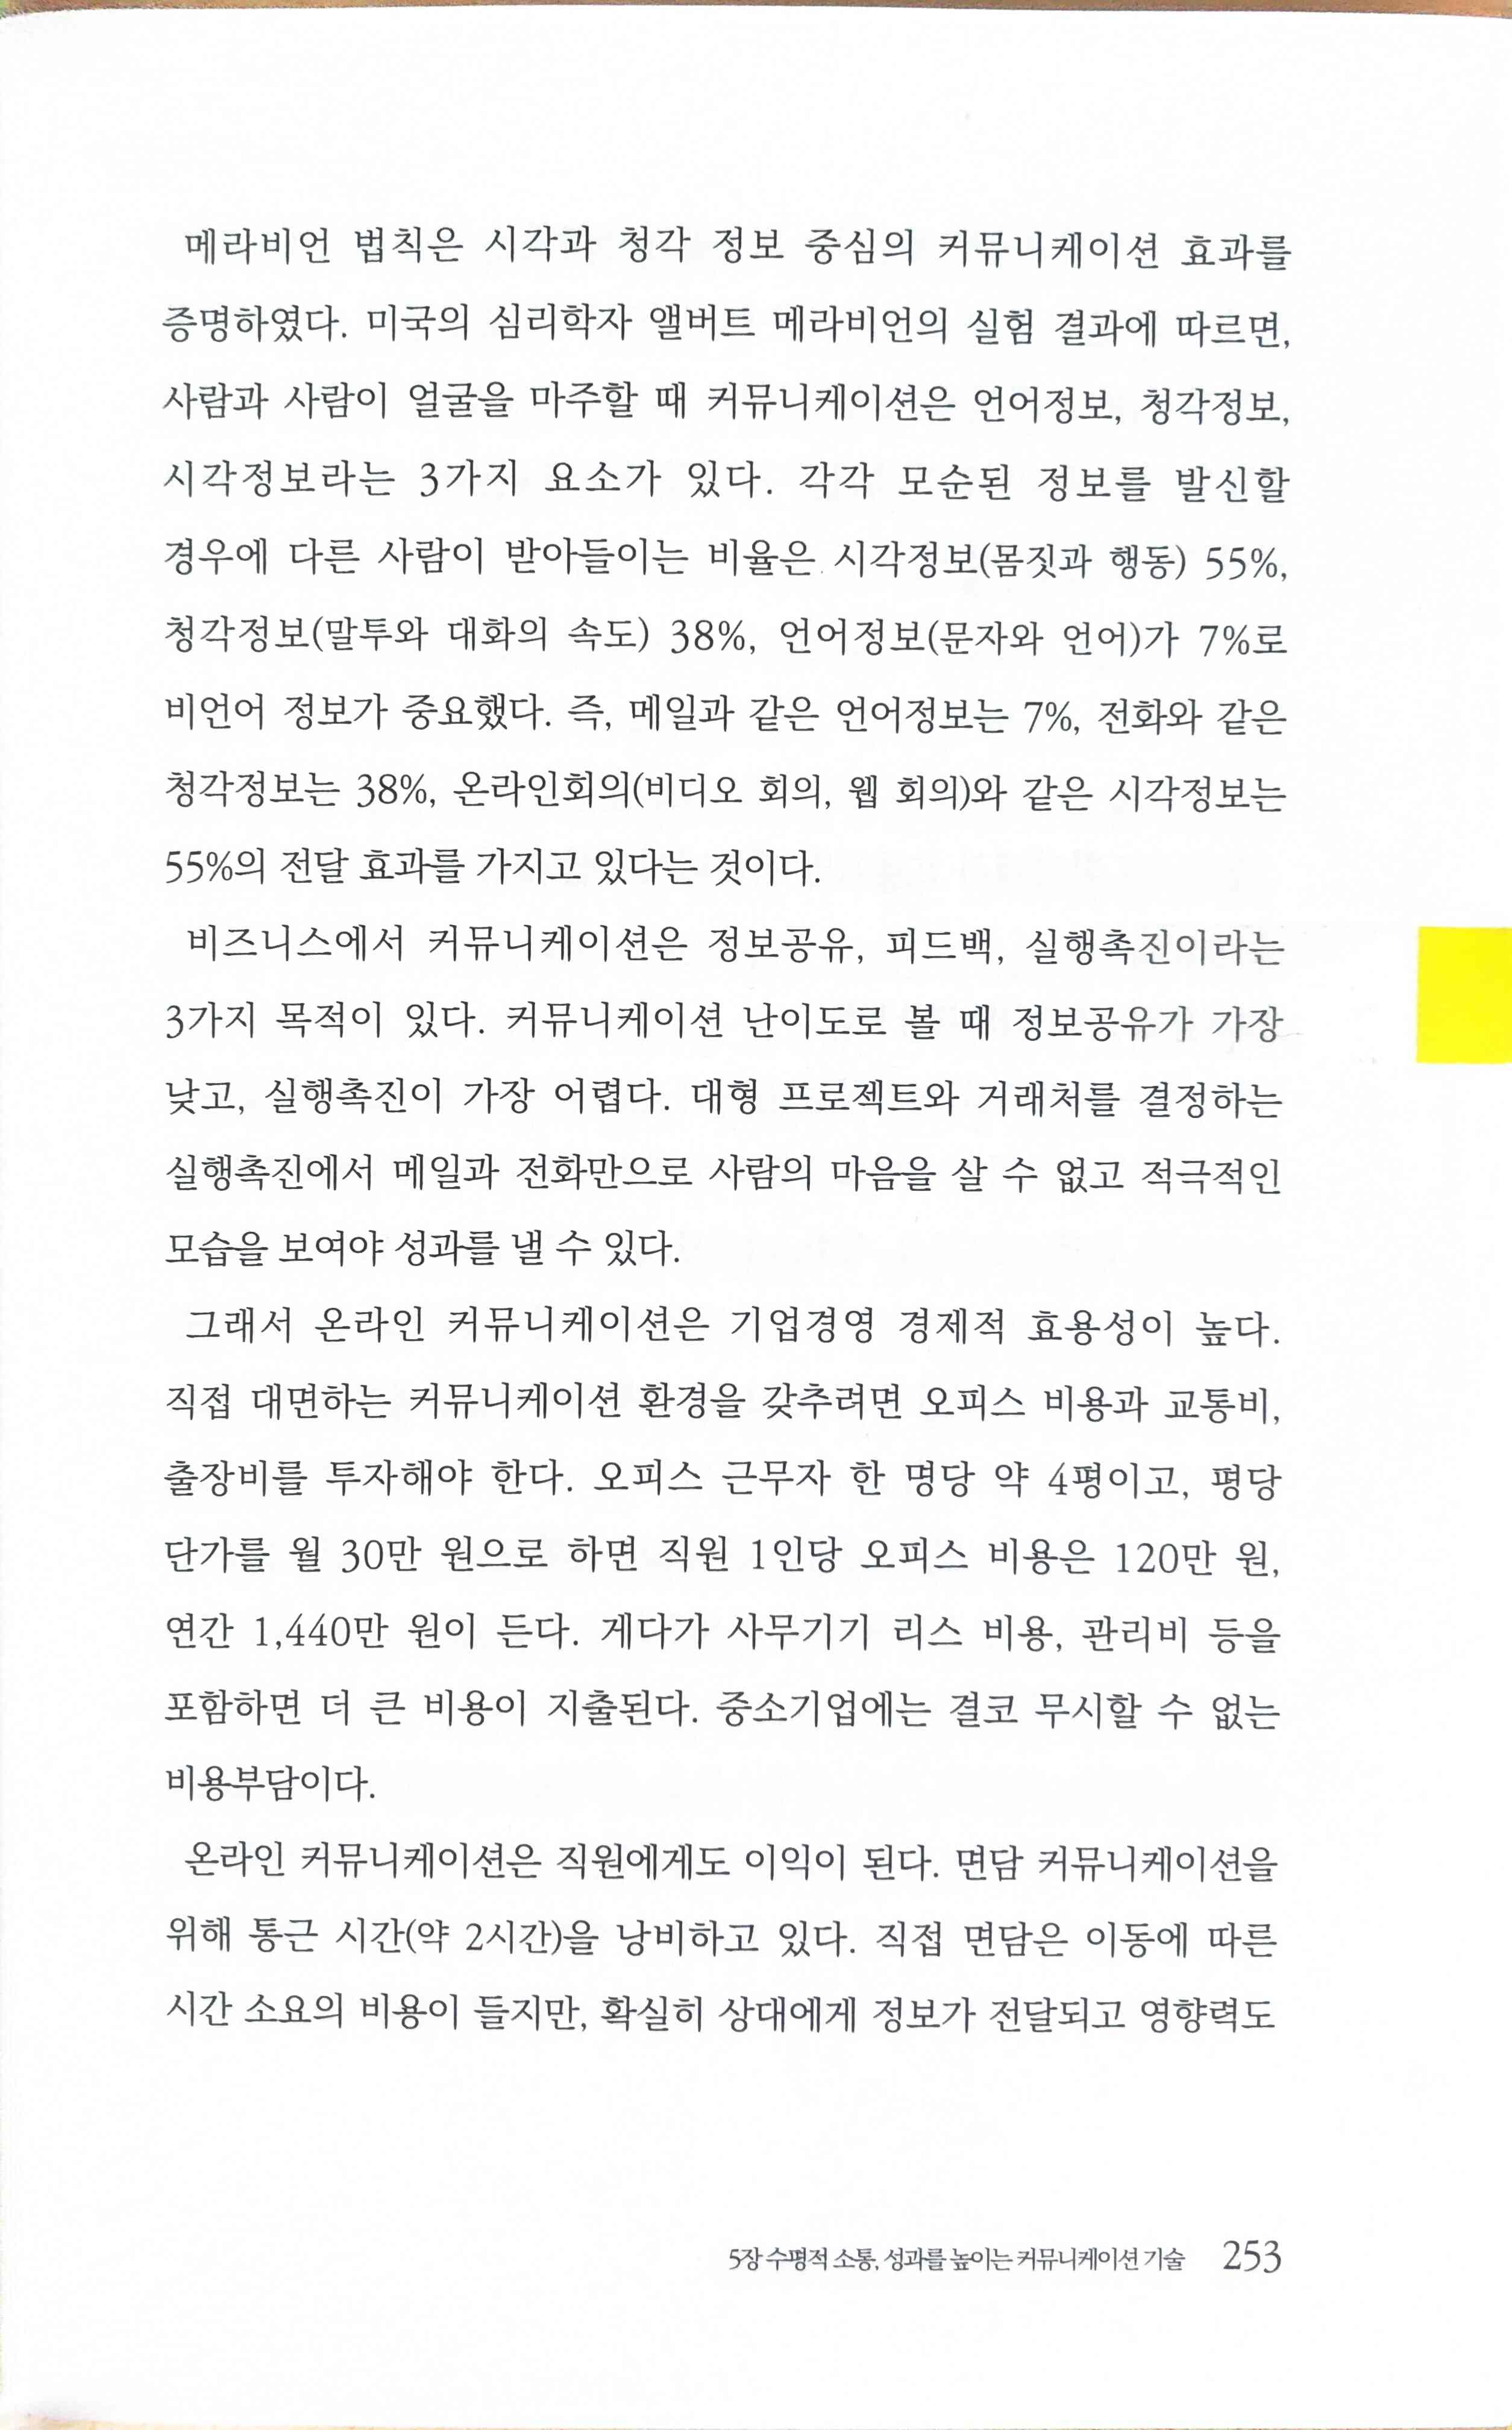 메라비언 법칙은 시각과 청각 정보 중심의 커뮤니케이션 효과를
증명하였다. 미국의 심리학자 앨버트 메라비언의 실험 결과에 따르면,
사람과 사람이 얼굴을 마주할 때 커뮤니케이션은 언어정보, 청각정보,
시각정보라는 3가지 요소가 있다. 각각 모순된 정보를 발신할
경우에 다른 사람이 받아들이는 비율은 시각정보(몸짓과 행동) 55%,
청각정보(말투와 대화의 속도) 38%, 언어정보(문자와 언어)가 7%로
비언어 정보가 중요했다. 즉, 메일과 같은 언어정보는 7%, 전화와 같은
청각정보는 38%, 온라인회의(비디오 회의, 웹 회의)와 같은 시각정보는
55%의 전달 효과를 가지고 있다는 것이다.
비즈니스에서 커뮤니케이션은 정보공유, 피드백, 실행촉진이라는
3가지 목적이 있다. 커뮤니케이션 난이도로 볼 때 정보공유가 가장
낮고, 실행촉진이 가장 어렵다. 대형 프로젝트와 거래처를 결정하는
실행촉진에서 메일과 전화만으로 사람의 마음을 살 수 없고 적극적인
모습을 보여야 성과를 낼 수 있다.
그래서 온라인 커뮤니케이션은 기업경영 경제적 효용성이 높다.
직접 대면하는 커뮤니케이션 환경을 갖추려면 오피스 비용과 교통비,
출장비를 투자해야 한다. 오피스 근무자 한 명당 약 4평이고, 평당
단가를 월 30만 원으로 하면 직원 1인당 오피스 비용은 120만 원,
연간 1,440만 원이 든다. 게다가 사무기기 리스 비용, 관리비 등을
포함하면 더 큰 비용이 지출된다. 중소기업에는 결코 무시할 수 없는
비용부담이다.
온라인 커뮤니케이션은 직원에게도 이익이 된다. 면담 커뮤니케이션을
위해 통근 시간(약 2시간)을 낭비하고 있다. 직접 면담은 이동에 따른
시간 소요의 비용이 들지만, 확실히 상대에게 정보가 전달되고 영향력도
5장 수평적 소통, 성과를 높이는 커뮤니케이션 기술 253